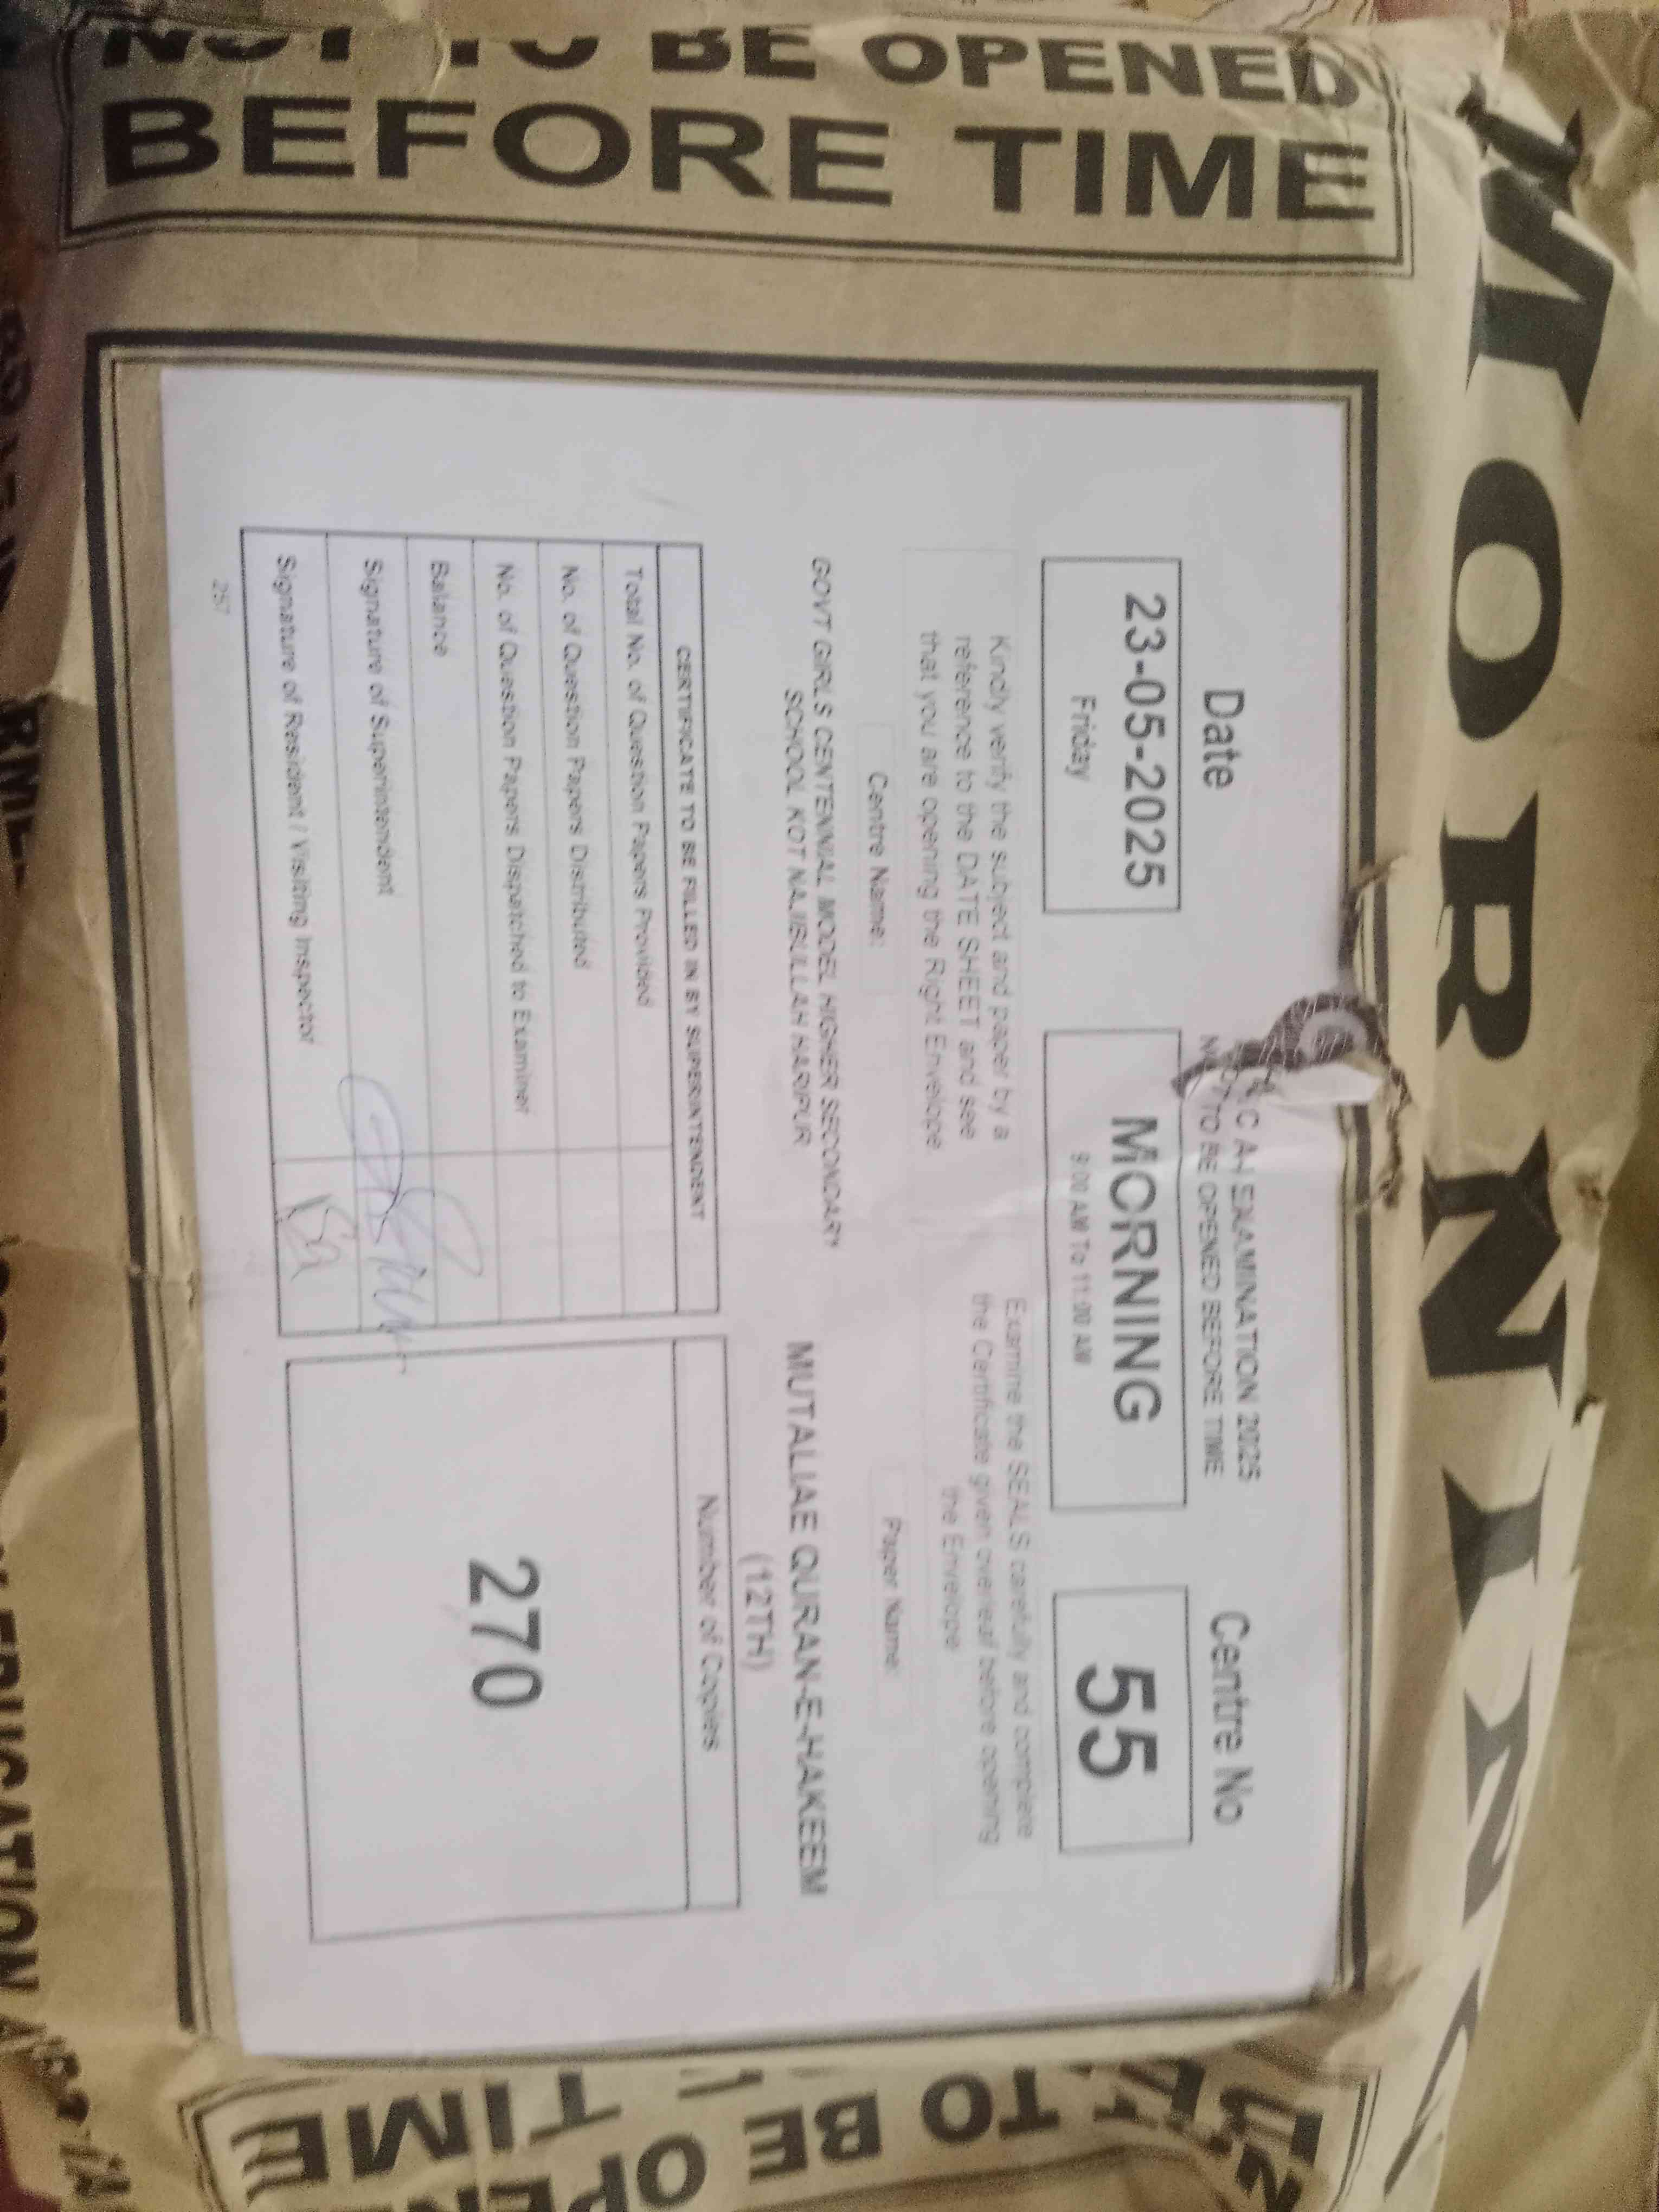 NOT TO BE OPENED
BEFORE TIME
MORNING
A-I EXAMINATION 2025
NOT TO BE OPENED BEFORE TIME
Date
Centre No
23-05-2025
Friday
MORNING
9:00 AM To 11:00 AM
55
Kindly verify the subject and paper by a
reference to the DATE SHEET and see
that you are opening the Right Envelope
Examine the SEALS carefully and complete
the Certificate given overleaf before opening
the Envelope
Centre Name:
Paper Name:
GOVT GIRLS CENTENNIAL MODEL HIGHER SECONDARY
SCHOOL KOT NAJIBULLAH HARIPUR
MUTALIAE QURAN-E-HAKEEM
(12TH)
CERTIFICATE TO BE FILLED IN BY SUPERINTENDENT
Total No. of Question Papers Provided
No. of Question Papers Distributed
No. of Question Papers Dispatched to Examiner
Balance
Signature of Superintendent
Signature of Resident / Visiting Inspector
Number of Copies
270
257
TO BE
TIME
EDUCATION